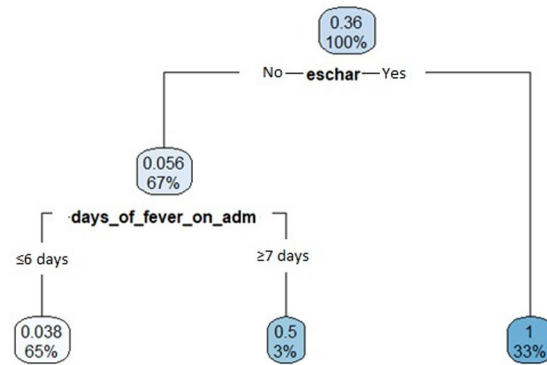 0.36
100%
No eschar Yes
0.056
67%
days_of_fever_on_adm
≤6 days
≥7 days
0.038
65%
0.5
3%
1
33%